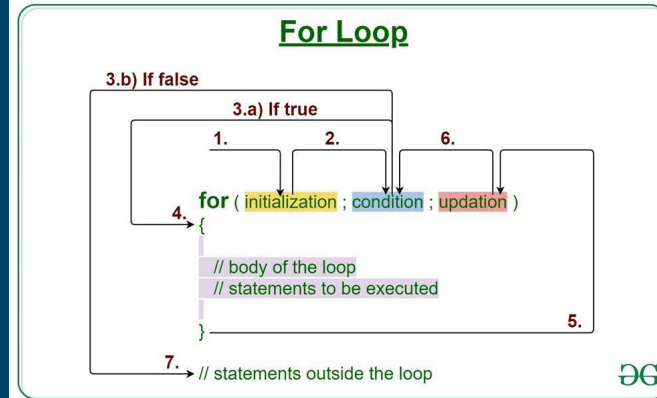 For Loop
3.b) If false
3.a) If true
1. 2. 6.
for ( initialization ; condition ; updation )
4. {
// body of the loop
// statements to be executed
5.
}
7. // statements outside the loop